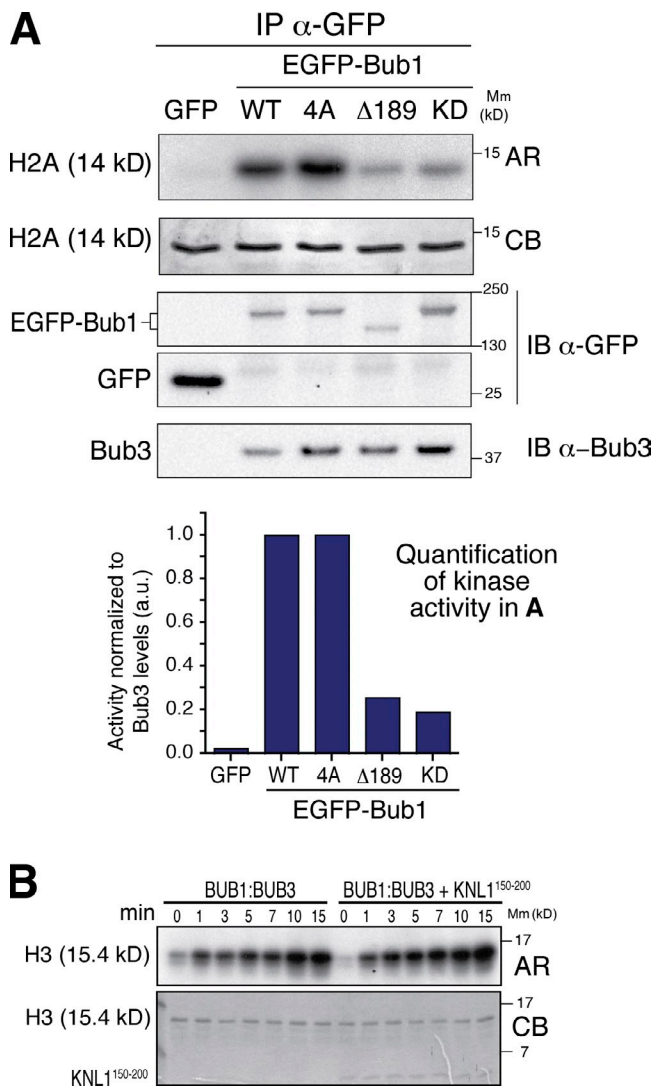 A
IP α-GFP
EGFP-Bub1
GFP WT 4A Δ189 KD Mm (kD)
H2A (14 kD) 15 AR
H2A (14 kD) 15 CB
250
EGFP-Bub1
130
IB α-GFP
GFP
25
Bub3 37 IB α–Bub3
1.0
0.8
0.6
0.4
0.2
0.0
Activity normalized to
Bub3 levels (a.u.)
Quantification
of kinase
activity in A
GFP WT 4A Δ189 KD
EGFP-Bub1
B
BUB1:BUB3 BUB1:BUB3 + KNL1150-200
min 0 1 3 5 7 10 15 0 1 3 5 7 10 15 Mm (kD)
17
H3 (15.4 kD) AR
17
H3 (15.4 kD) CB
7
KNL1150-200